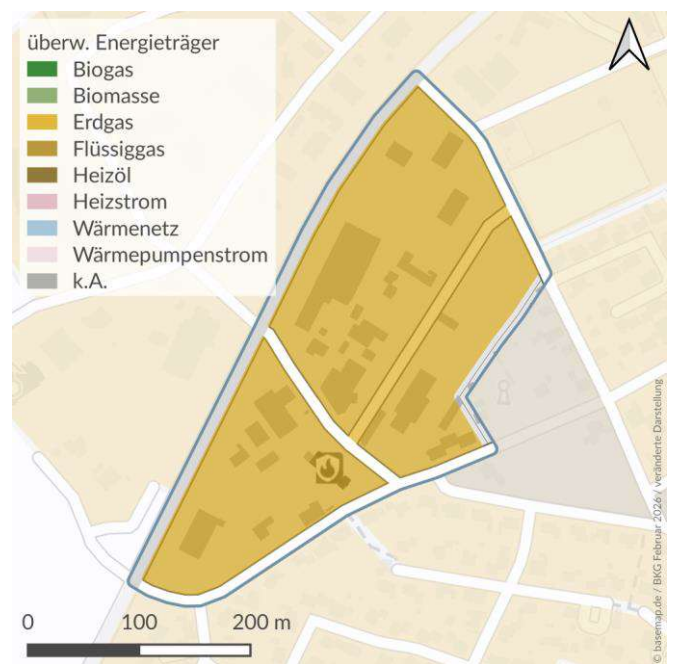 überw. Energieträger
Biogas
Biomasse
Erdgas
Flüssiggas
Heizöl
Heizstrom
Wärmenetz
Wärmepumpenstrom
k.A.
0 100 200 m
© basemap.de / BKG Februar 2026 / veränderte Darstellung